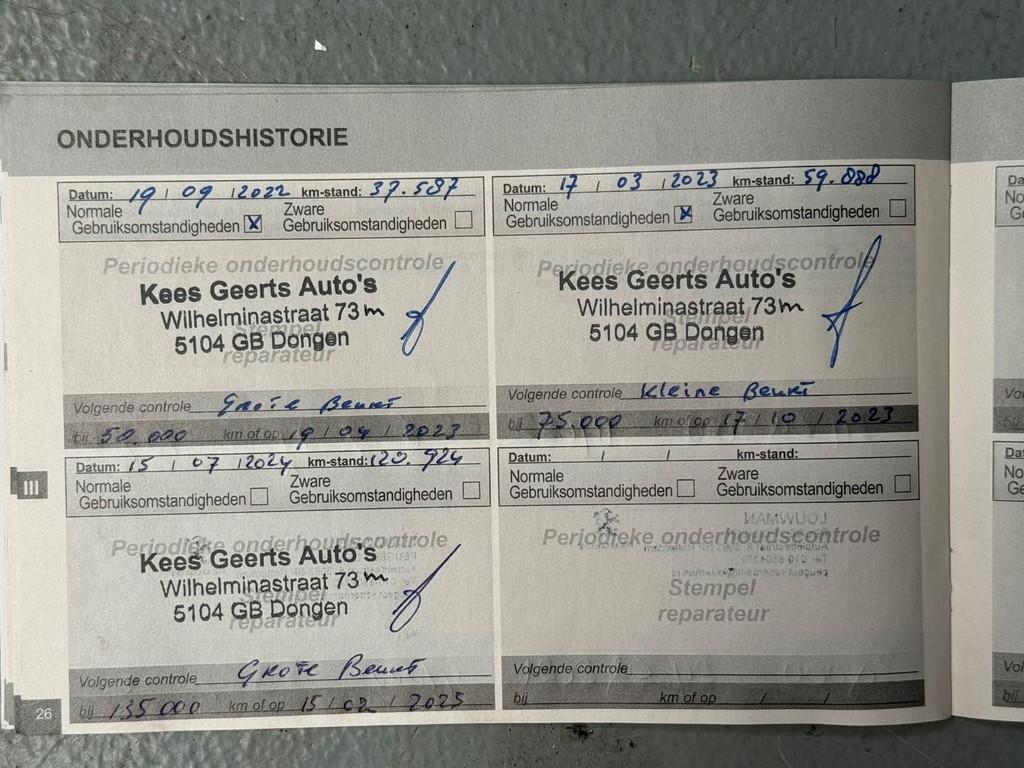 ONDERHOUDSHISTORIE
Datum: 19 / 09 / 2022 km-stand: 37.587
Normale
Gebruiksomstandigheden
Zware
Gebruiksomstandigheden
Periodieke onderhoudscontrole
Kees Geerts Auto's
Wilhelminastraat 73m
Stempel
5104 GB Dongen
reparateur
Volgende controle Grote Beurt
bij 50.000 km of op 19 / 04 / 2023
Datum: 17 / 03 / 2023 km-stand: 59.888
Normale
Gebruiksomstandigheden
Zware
Gebruiksomstandigheden
Periodieke onderhoudscontrole
Kees Geerts Auto's
Wilhelminastraat 73m
Stempel
5104 GB Dongen
reparateur
Volgende controle Kleine Beurt
bij 75.000 km of op 17 / 10 / 2023
III
Datum: 15 / 07 / 2024 km-stand: 120.924
Normale
Gebruiksomstandigheden
Zware
Gebruiksomstandigheden
Periodieke onderhoudscontrole
Kees Geerts Auto's
Wilhelminastraat 73m
Stempel
5104 GB Dongen
reparateur
Volgende controle Grote Beurt
bij 135000 km of op 15 / 02 / 2025
Datum: / / km-stand:
Normale
Gebruiksomstandigheden
Zware
Gebruiksomstandigheden
LOUWMAN
Periodieke onderhoudscontrole
Stempel
reparateur
Volgende controle
bij km of op / /
26